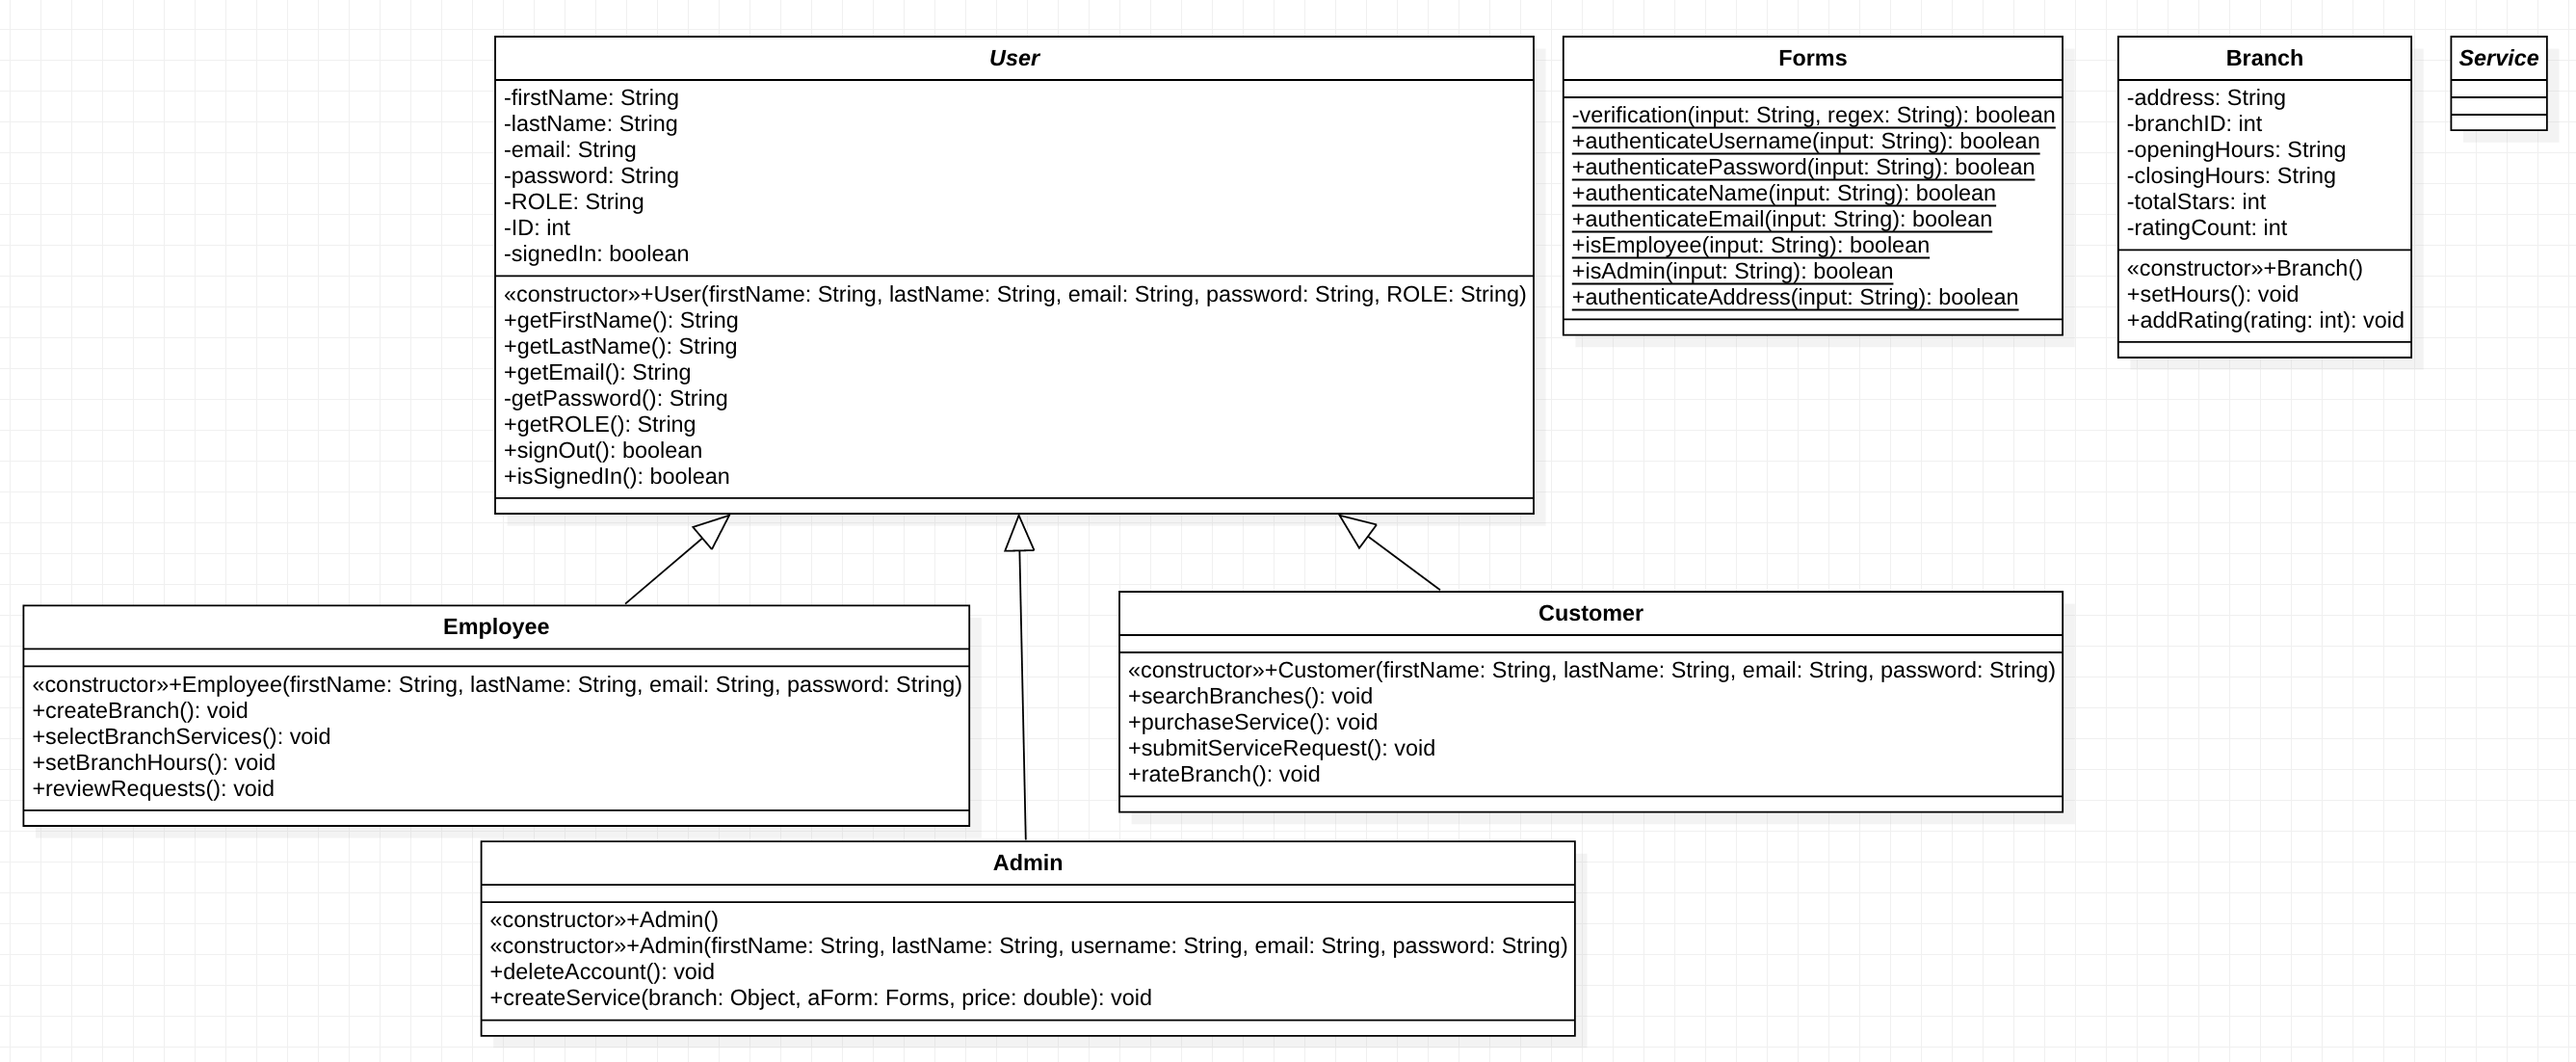 User
-firstName: String
-lastName: String
-email: String
-password: String
-ROLE: String
-ID: int
-signedIn: boolean
«constructor»+User(firstName: String, lastName: String, email: String, password: String, ROLE: String)
+getFirstName(): String
+getLastName(): String
+getEmail(): String
-getPassword(): String
+getROLE(): String
+signOut(): boolean
+isSignedIn(): boolean
Forms
-verification(input: String, regex: String): boolean
+authenticateUsername(input: String): boolean
+authenticatePassword(input: String): boolean
+authenticateName(input: String): boolean
+authenticateEmail(input: String): boolean
+isEmployee(input: String): boolean
+isAdmin(input: String): boolean
+authenticateAddress(input: String): boolean
Branch
-address: String
-branchID: int
-openingHours: String
-closingHours: String
-totalStars: int
-ratingCount: int
«constructor»+Branch()
+setHours(): void
+addRating(rating: int): void
Service
Employee
«constructor»+Employee(firstName: String, lastName: String, email: String, password: String)
+createBranch(): void
+selectBranchServices(): void
+setBranchHours(): void
+reviewRequests(): void
Customer
«constructor»+Customer(firstName: String, lastName: String, email: String, password: String)
+searchBranches(): void
+purchaseService(): void
+submitServiceRequest(): void
+rateBranch(): void
Admin
«constructor»+Admin()
«constructor»+Admin(firstName: String, lastName: String, username: String, email: String, password: String)
+deleteAccount(): void
+createService(branch: Object, aForm: Forms, price: double): void